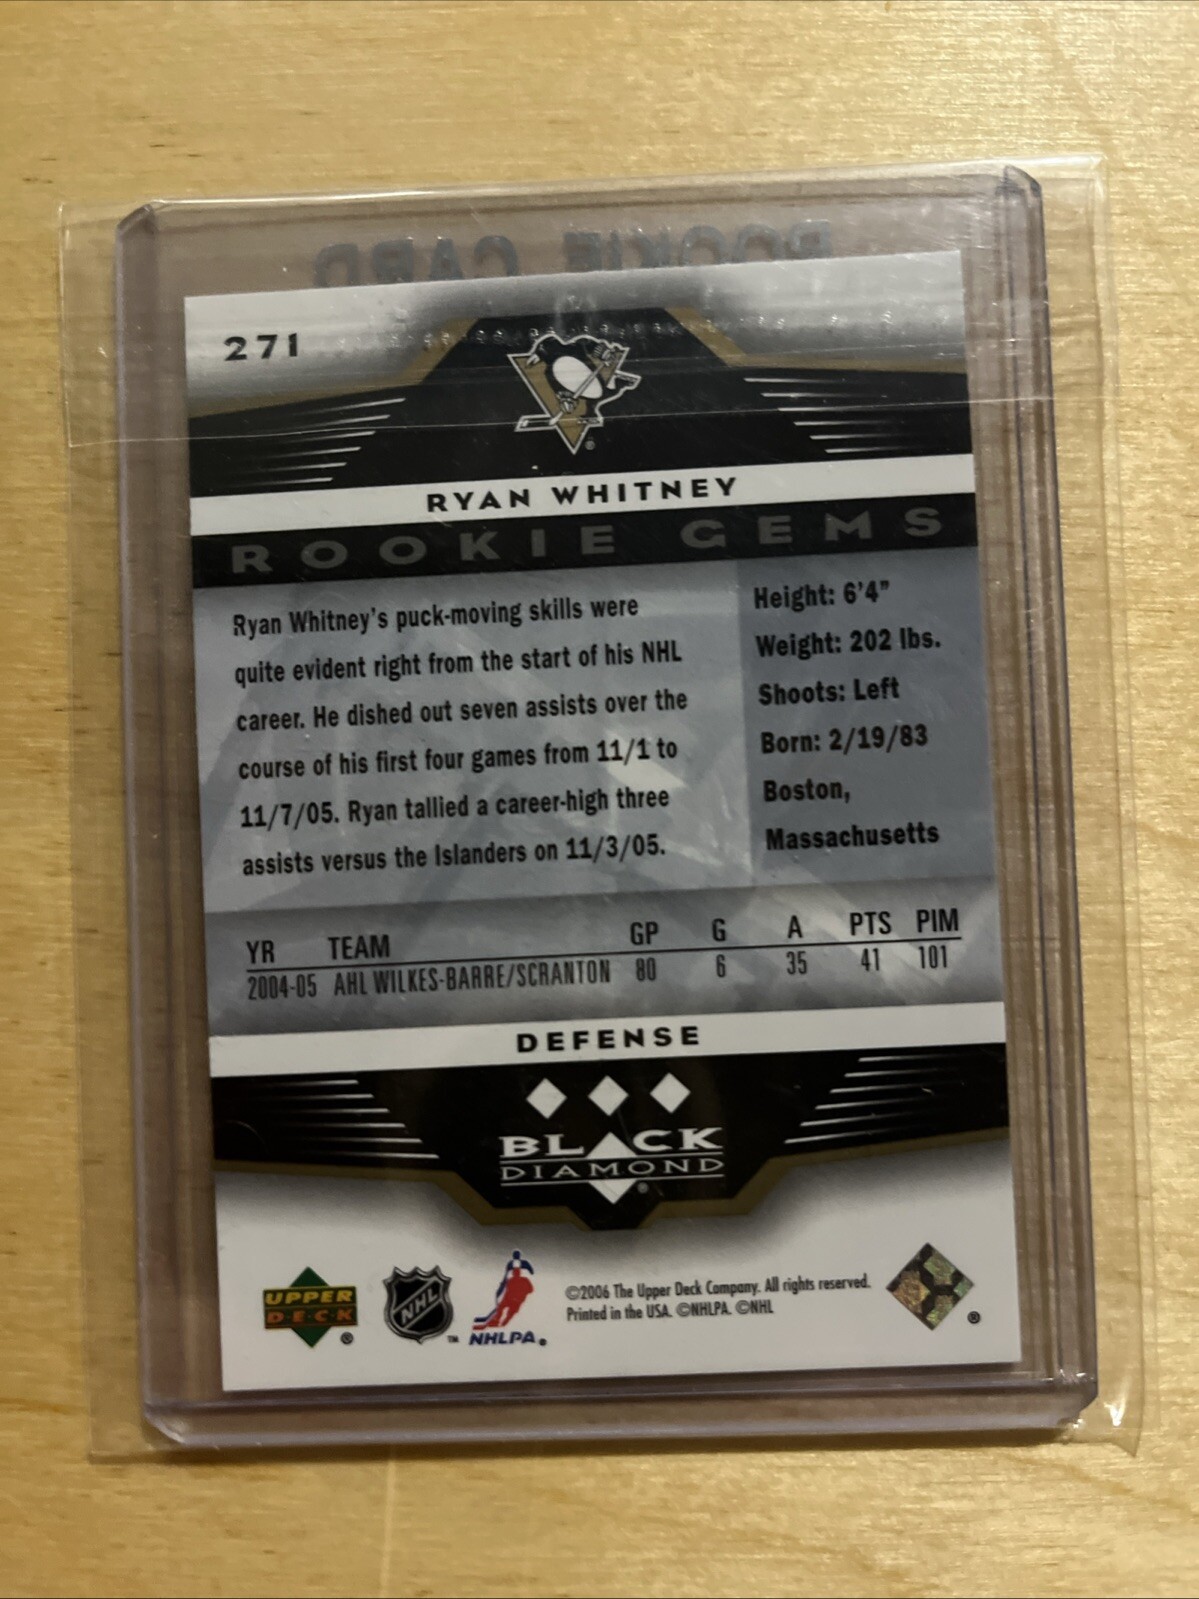 ROOKIE CARD
271
RYAN WHITNEY
ROOKIE GEMS
Ryan Whitney's puck-moving skills were
quite evident right from the start of his NHL
career. He dished out seven assists over the
course of his first four games from 11/1 to
11/7/05. Ryan tallied a career-high three
assists versus the Islanders on 11/3/05.
Height: 6'4"
Weight: 202 lbs.
Shoots: Left
Born: 2/19/83
Boston,
Massachusetts
YR TEAM GP G A PTS PIM
2004-05 AHL WILKES-BARRE/SCRANTON 80 6 35 41 101
DEFENSE
BLACK
DIAMOND®
UPPER
DECK®
NHL™
NHLPA®
©2006 The Upper Deck Company. All rights reserved.
Printed in the USA. ©NHLPA. ©NHL
®